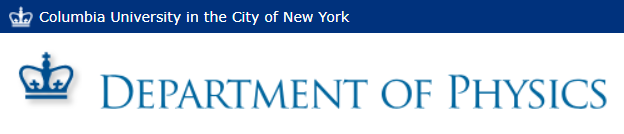 Columbia University in the City of New York
DEPARTMENT OF PHYSICS